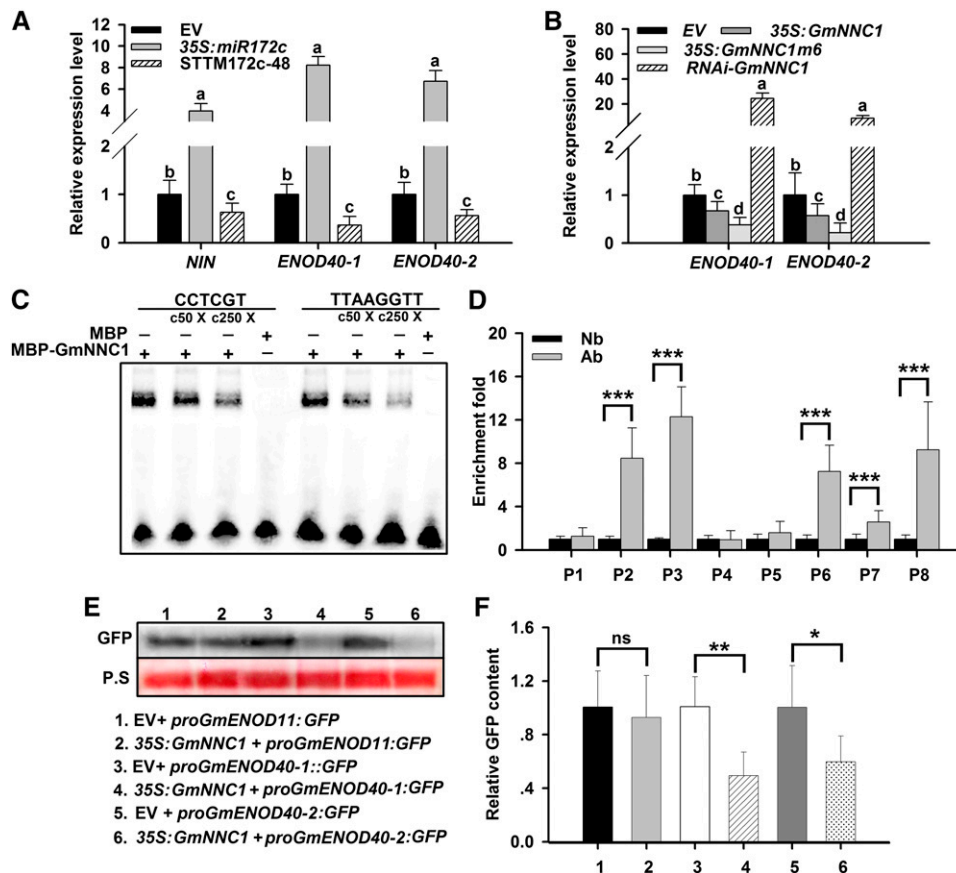 A
EV
35S:miR172c
STTM172c-48
Relative expression level
12
10
8
6
4
2
1
0
a
a
a
b
c
b
c
b
c
NIN
ENOD40-1
ENOD40-2
B
EV
35S:GmNNC1
35S:GmNNC1m6
RNAi-GmNNC1
Relative expression level
80
60
40
20
2
1
0
a
a
b
c
d
b
c
d
ENOD40-1
ENOD40-2
C
CCTCGT
TTAAGGTT
c50 X c250 X
c50 X c250 X
MBP
– – – + – – – +
MBP-GmNNC1
+ + + – + + + –
D
Nb
Ab
Enrichment fold
20
16
12
8
4
0
***
***
***
***
***
P1 P2 P3 P4 P5 P6 P7 P8
E
1 2 3 4 5 6
GFP
P.S
1. EV+ proGmENOD11:GFP
2. 35S:GmNNC1 + proGmENOD11:GFP
3. EV+ proGmENOD40-1::GFP
4. 35S:GmNNC1 + proGmENOD40-1:GFP
5. EV + proGmENOD40-2:GFP
6. 35S:GmNNC1 + proGmENOD40-2:GFP
F
Relative GFP content
1.6
1.2
.8
.4
0.0
ns
**
*
1 2 3 4 5 6